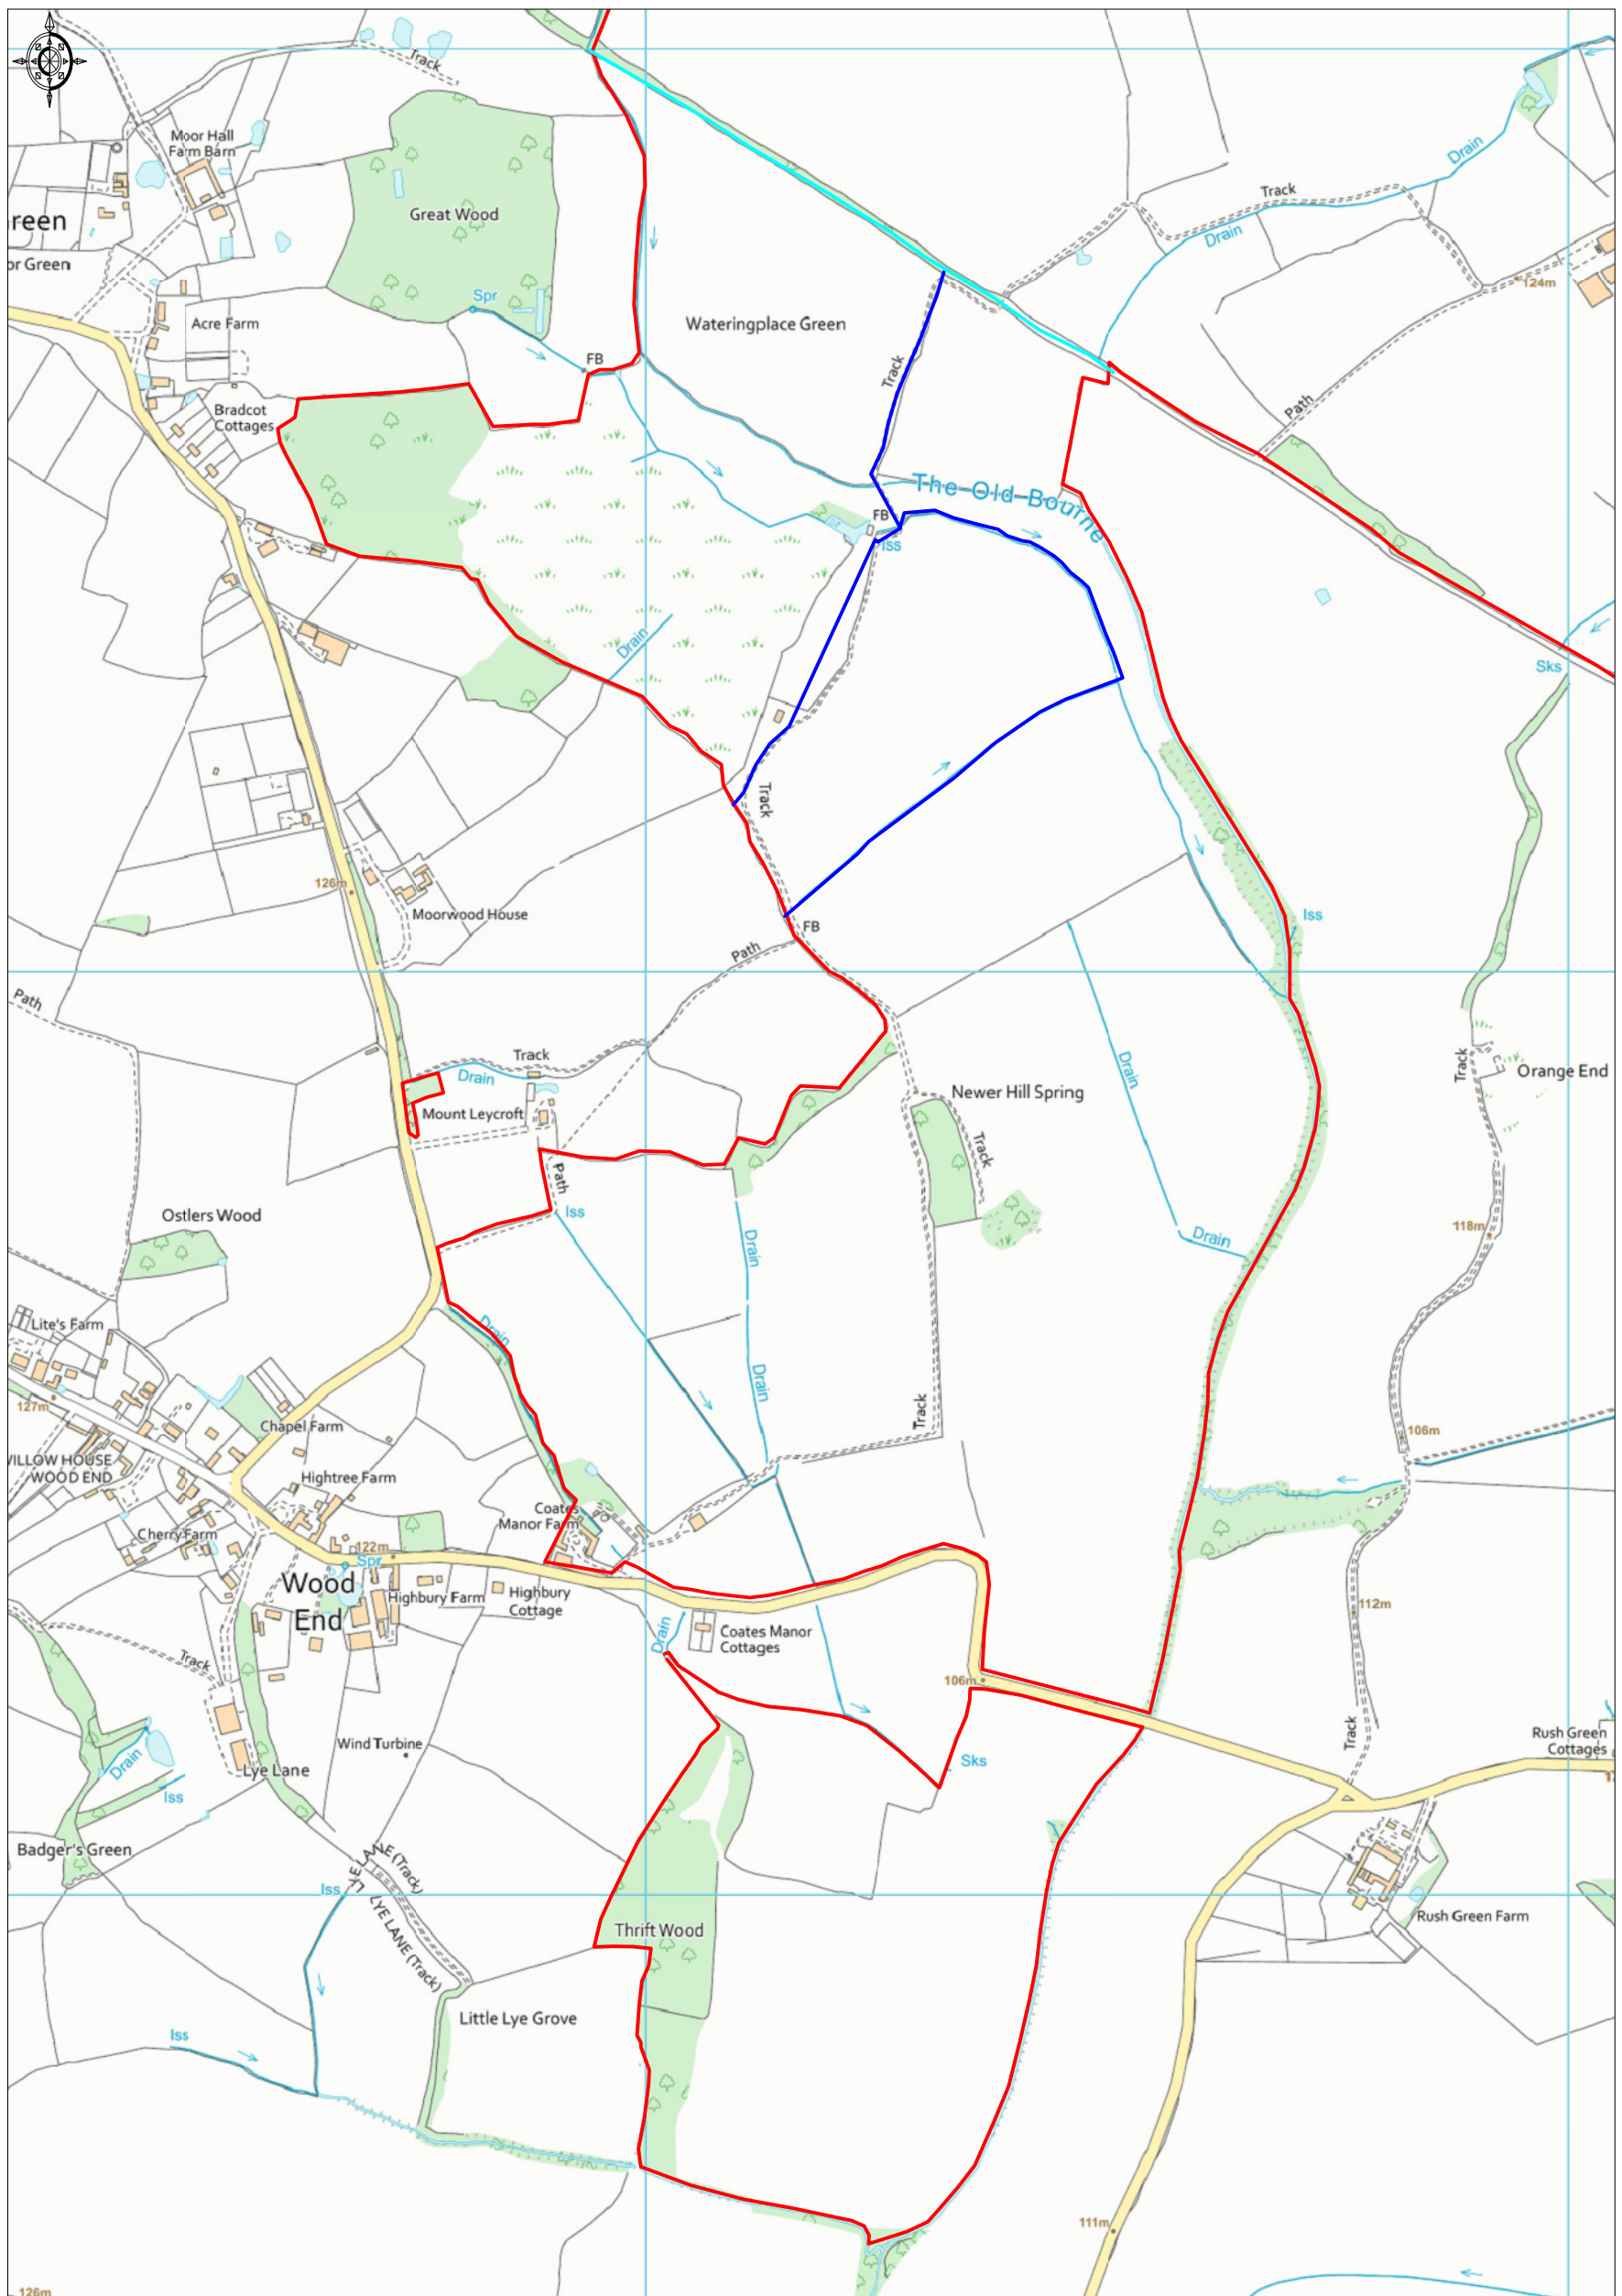 Track
Moor Hall
Farm Barn
Great Wood
reen
or Green
Spr
Acre Farm
Wateringplace Green
FB
Track
Bradcot
Cottages
Track
Drain
Drain
124m
Path
The Old Bourne
FB
Iss
Drain
Sks
Track
126m
Moorwood House
FB
Path
Iss
Path
Track
Drain
Mount Leycroft
Drain
Newer Hill Spring
Track
Track
Orange End
Path
Iss
Ostlers Wood
Drain
Drain
118m
Lite's Farm
Drain
Drain
127m
Chapel Farm
Track
106m
WILLOW HOUSE
WOOD END
Hightree Farm
Coates
Manor Farm
Cherry Farm
122m
Spr
Wood
End
Highbury Farm
Highbury
Cottage
112m
Drain
Coates Manor
Cottages
Track
106m
Wind Turbine
Sks
Track
Rush Green
Cottages
Drain
Lye Lane
Iss
Badger's Green
LYE LANE (Track)
Iss
LYE LANE (Track)
Thrift Wood
Rush Green Farm
Little Lye Grove
Iss
111m
126m